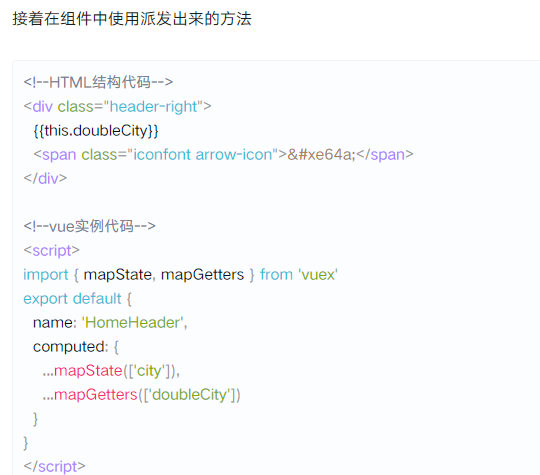 接着在组件中使用派发出来的方法
<!--HTML结构代码-->
<div class="header-right">
{{this.doubleCity}}
<span class="iconfont arrow-icon">&#xe64a;</span>
</div>
<!--vue实例代码-->
<script>
import { mapState, mapGetters } from 'vuex'
export default {
name: 'HomeHeader',
computed: {
...mapState(['city']),
...mapGetters(['doubleCity'])
}
}
</script>